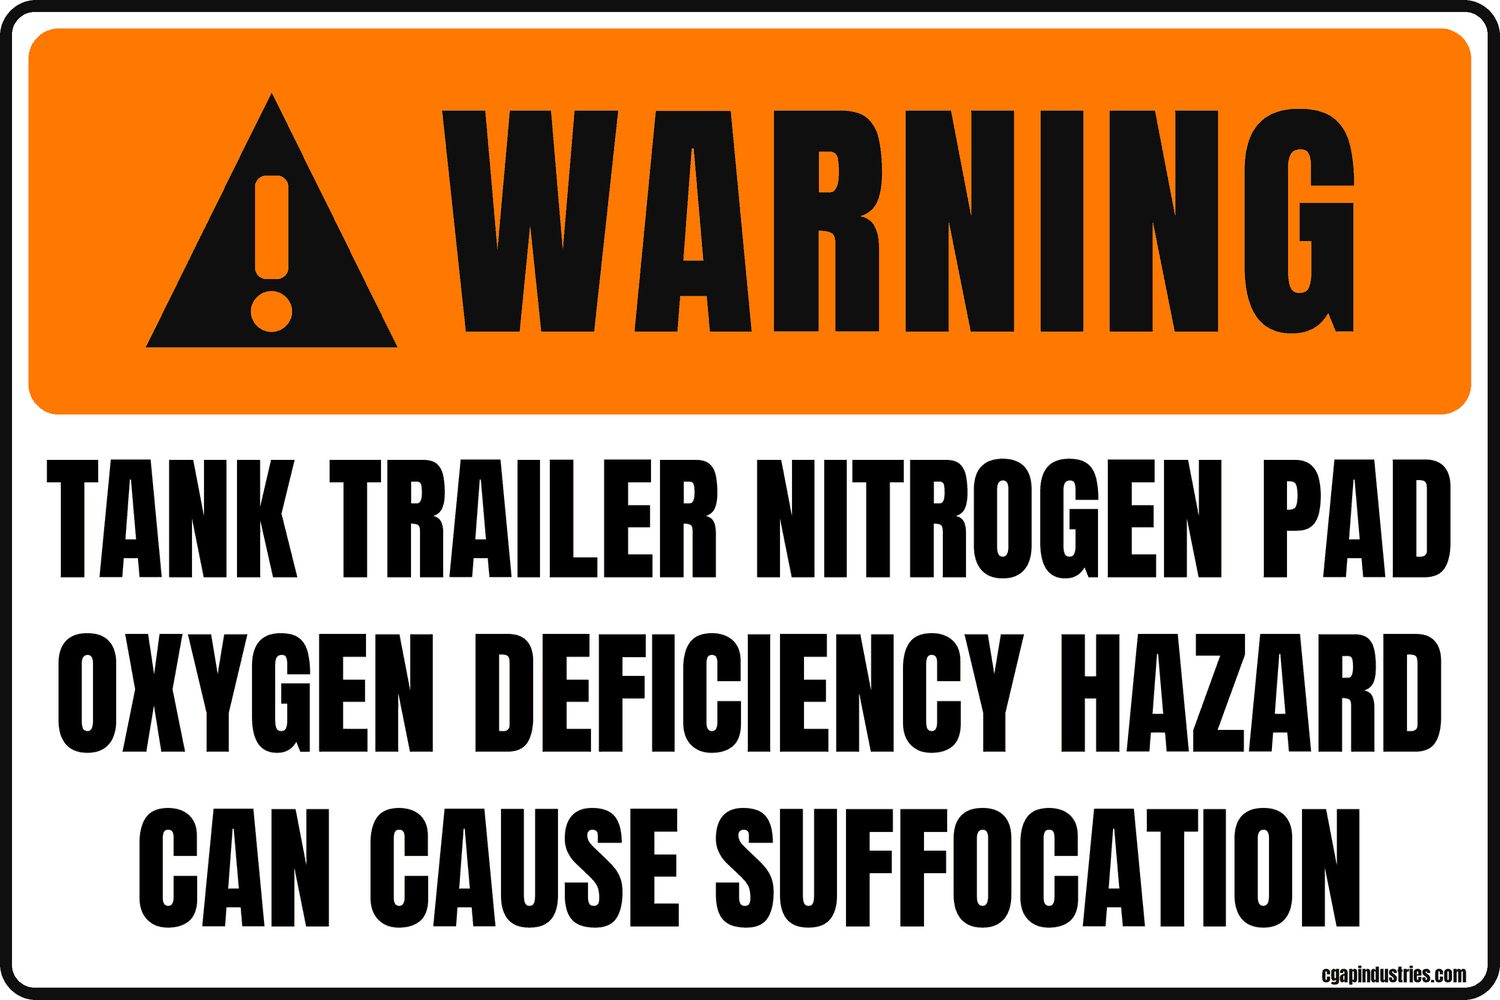 WARNING
TANK TRAILER NITROGEN PAD
OXYGEN DEFICIENCY HAZARD
CAN CAUSE SUFFOCATION
cgapindustries.com